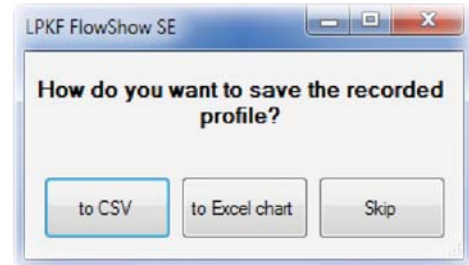 LPKF FlowShow SE
How do you want to save the recorded
profile?
to CSV
to Excel chart
Skip